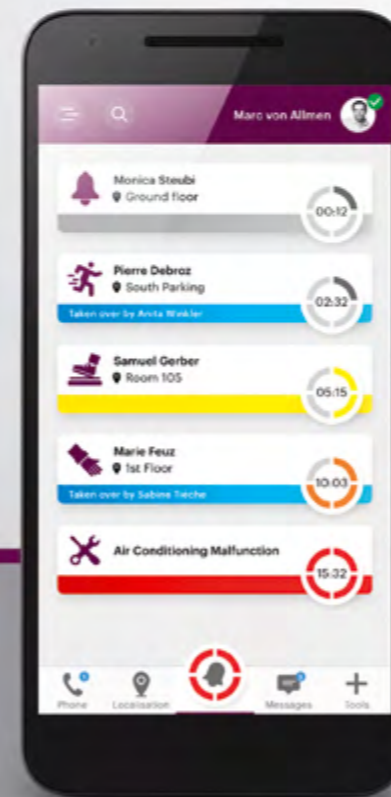 Marc von Allmen
Monica Steubi
Ground floor
00:12
Pierre Debroz
South Parking
02:32
Taken over by Anita Winkler
Samuel Gerber
Room 105
05:15
Marie Feuz
1st Floor
10:03
Taken over by Sabine Treche
Air Conditioning Malfunction
15:32
Phone
Localisation
Messages
Tools